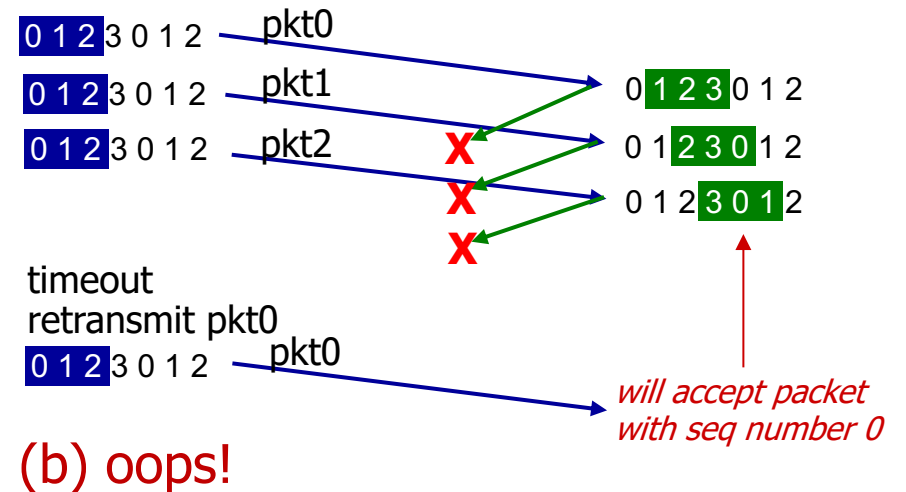 0 1 2 3 0 1 2 pkt0
0 1 2 3 0 1 2
0 1 2 3 0 1 2 pkt1
X 0 1 2 3 0 1 2
0 1 2 3 0 1 2 pkt2
X 0 1 2 3 0 1 2
X
timeout
retransmit pkt0
0 1 2 3 0 1 2 pkt0
will accept packet
with seq number 0
(b) oops!